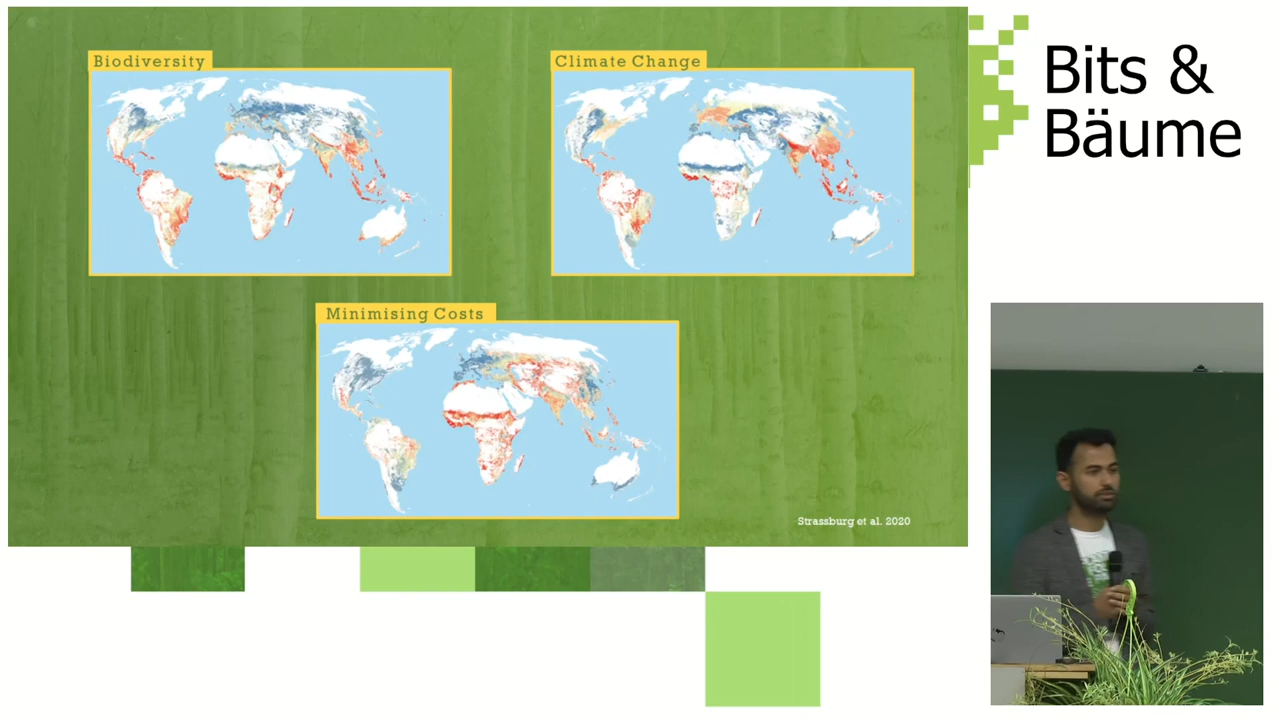 Biodiversity
Climate Change
Minimising Costs
Strassburg et al. 2020
Bits &
Bäume